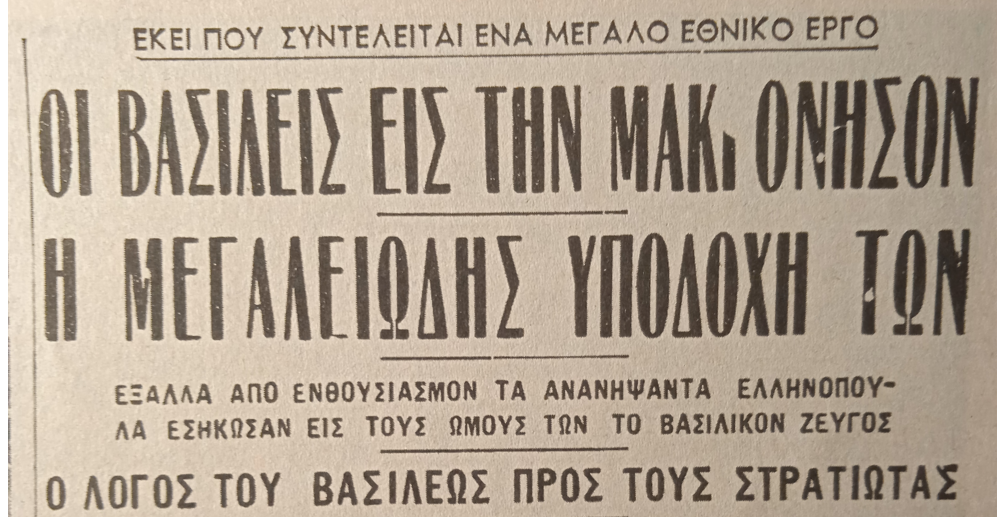 ΕΚΕΙ ΠΟΥ ΣΥΝΤΕΛΕΙΤΑΙ ΕΝΑ ΜΕΓΑΛΟ ΕΘΝΙΚΟ ΕΡΓΟ
ΟΙ ΒΑΣΙΛΕΙΣ ΕΙΣ ΤΗΝ ΜΑΚΡΟΝΗΣΟΝ
Η ΜΕΓΑΛΕΙΩΔΗΣ ΥΠΟΔΟΧΗ ΤΩΝ
ΕΞΑΛΛΑ ΑΠΟ ΕΝΘΟΥΣΙΑΣΜΟΝ ΤΑ ΑΝΑΝΗΨΑΝΤΑ ΕΛΛΗΝΟΠΟΥ-
ΛΑ ΕΣΗΚΩΣΑΝ ΕΙΣ ΤΟΥΣ ΩΜΟΥΣ ΤΩΝ ΤΟ ΒΑΣΙΛΙΚΟΝ ΖΕΥΓΟΣ
Ο ΛΟΓΟΣ ΤΟΥ ΒΑΣΙΛΕΩΣ ΠΡΟΣ ΤΟΥΣ ΣΤΡΑΤΙΩΤΑΣ